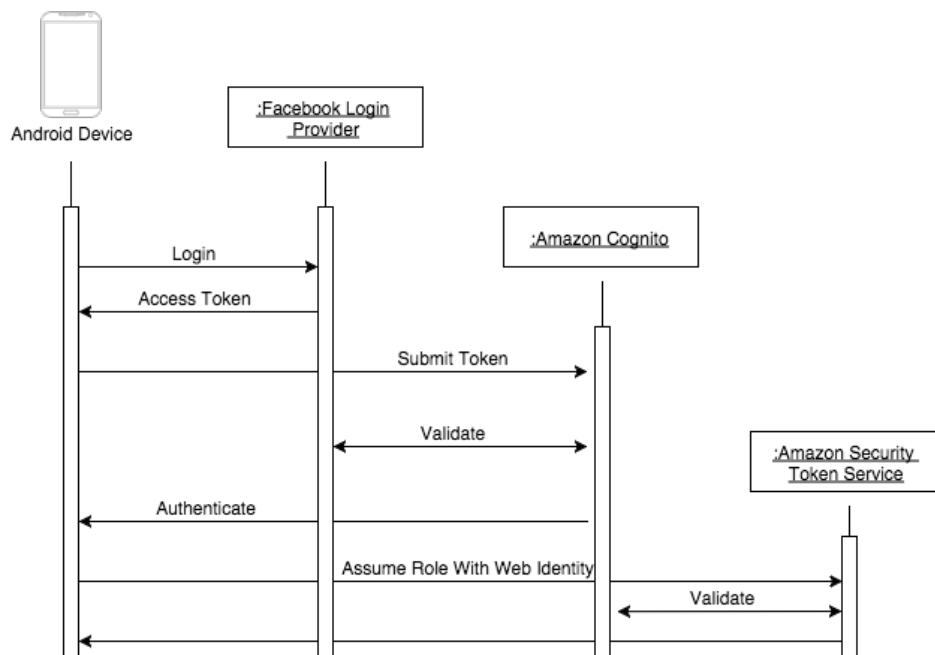 Android Device
:Facebook Login
Provider
:Amazon Cognito
Login
Access Token
Submit Token
Validate
:Amazon Security
Token Service
Authenticate
Assume Role With Web Identity
Validate